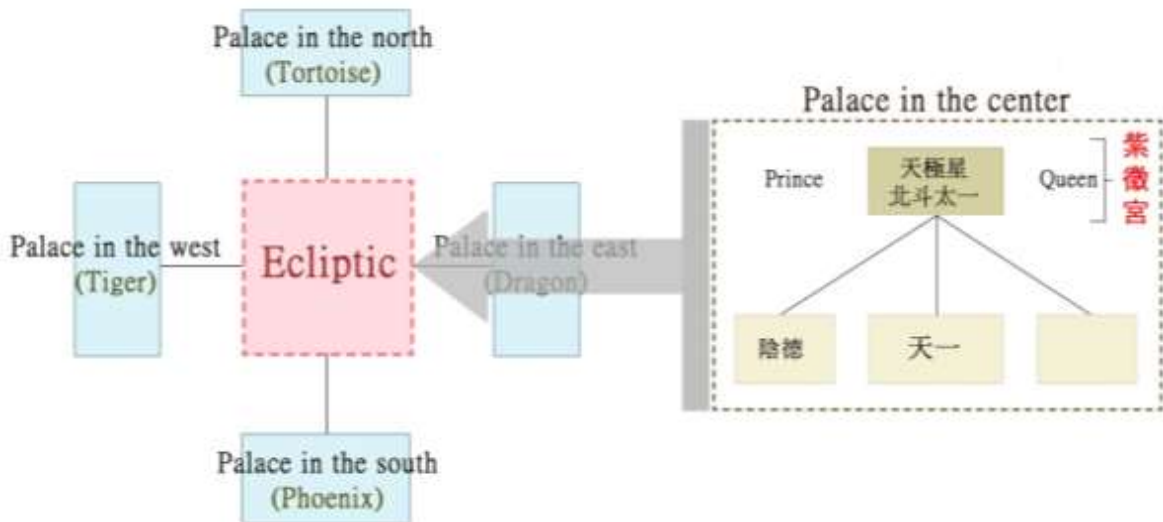 Palace in the north
(Tortoise)
Palace in the west
(Tiger)
Ecliptic
Palace in the east
(Dragon)
Palace in the south
(Phoenix)
Palace in the center
Prince
天極星
北斗太一
Queen
紫
徵
宮
陰德
天一